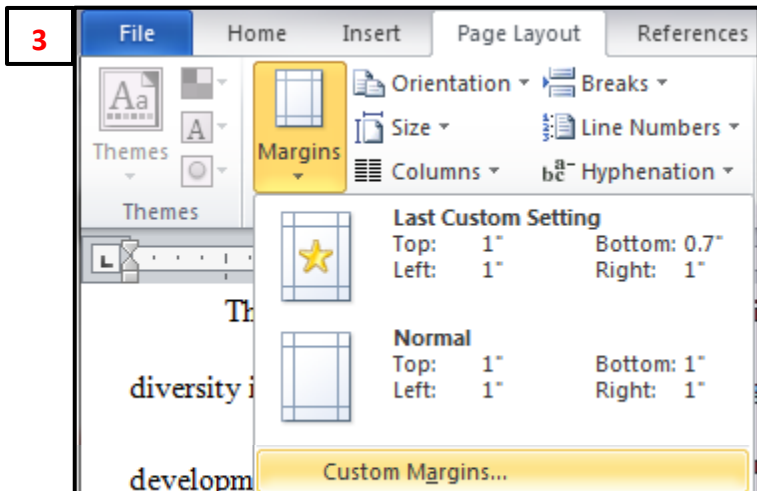 3
File Home Insert Page Layout References
Aa
Themes
A
Margins
Orientation
Breaks
Size
Line Numbers
Columns
Hyphenation
Themes
L
Last Custom Setting
Top: 1" Bottom: 0.7"
Left: 1" Right: 1"
Th
Normal
Top: 1" Bottom: 1"
Left: 1" Right: 1"
diversity i
Custom Margins...
developm